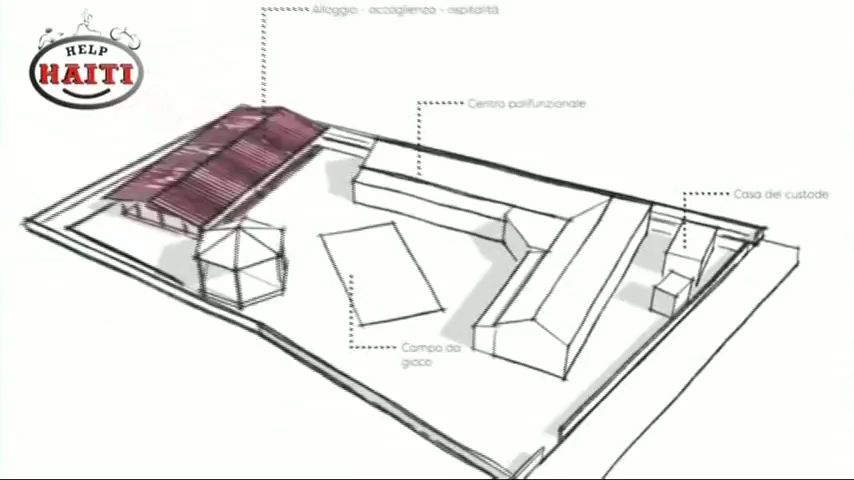 Alloggio - accoglienza - ospitalità
HELP
HAITI
Centro polifunzionale
Casa del custode
Campo da
gioco